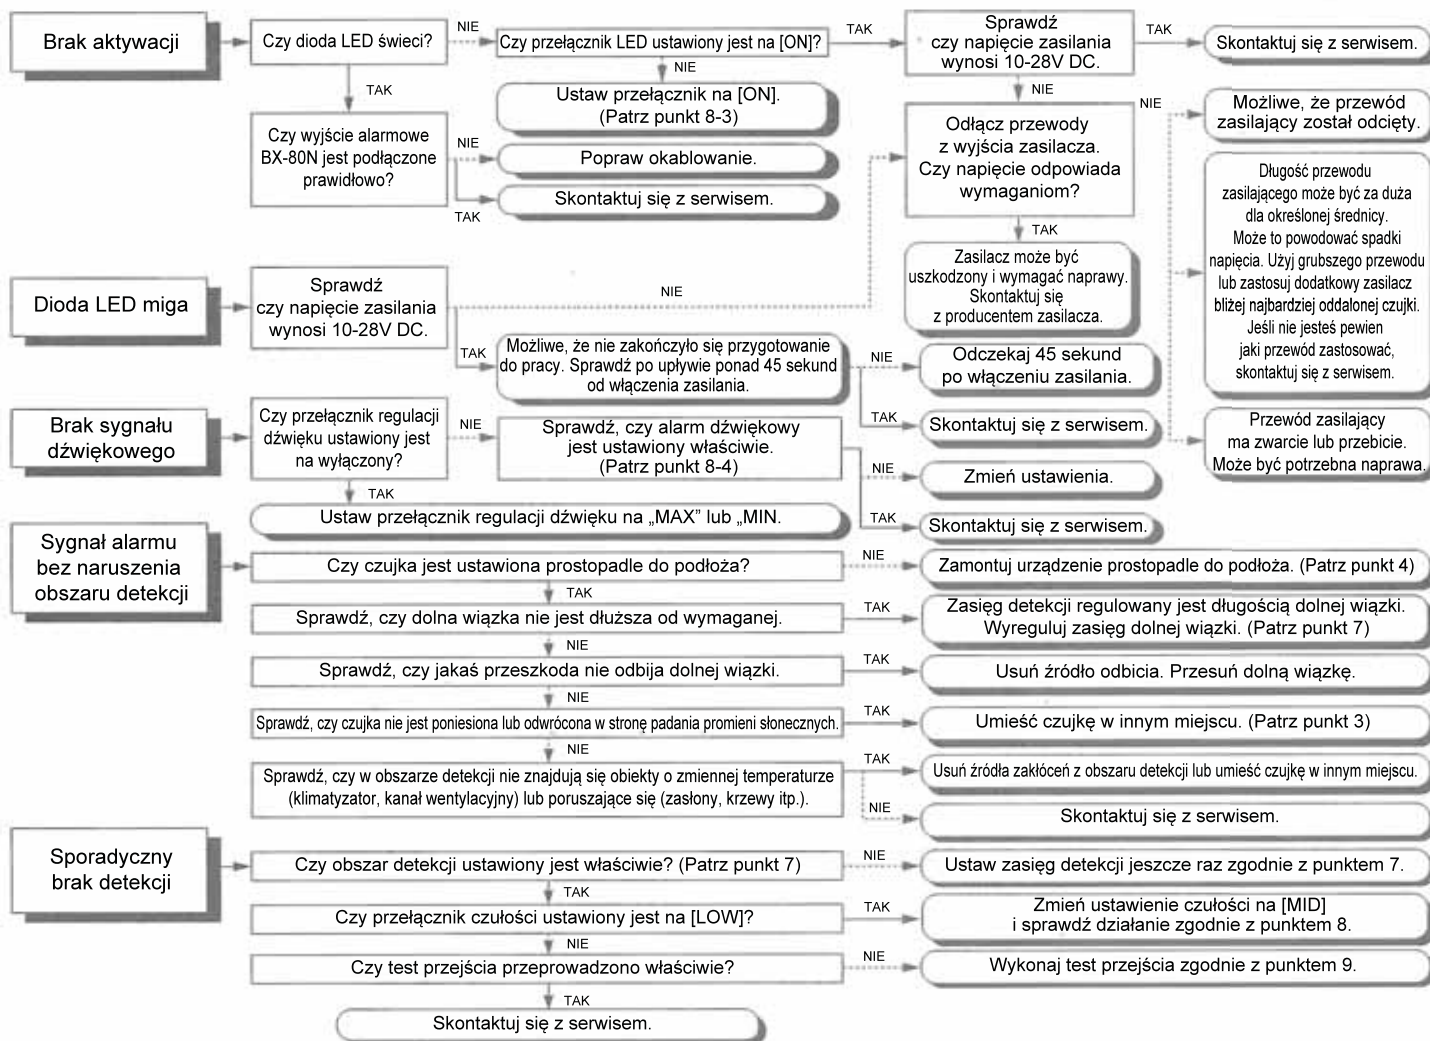 Brak aktywacji
Czy dioda LED świeci?
NIE
Czy przełącznik LED ustawiony jest na [ON]?
TAK
Sprawdź
czy napięcie zasilania
wynosi 10-28V DC.
TAK
Skontaktuj się z serwisem.
TAK
NIE
Ustaw przełącznik na [ON].
(Patrz punkt 8-3)
NIE
Odłącz przewody
z wyjścia zasilacza.
Czy napięcie odpowiada
wymaganiom?
NIE
Możliwe, że przewód
zasilający został odcięty.
Czy wyjście alarmowe
BX-80N jest podłączone
prawidłowo?
NIE
Popraw okablowanie.
TAK
Skontaktuj się z serwisem.
TAK
Zasilacz może być
uszkodzony i wymagać naprawy.
Skontaktuj się
z producentem zasilacza.
Długość przewodu
zasilającego może być za duża
dla określonej średnicy.
Może to powodować spadki
napięcia. Użyj grubszego przewodu
lub zastosuj dodatkowy zasilacz
bliżej najbardziej oddalonej czujki.
Jeśli nie jesteś pewien
jaki przewód zastosować,
skontaktuj się z serwisem.
Przewód zasilający
ma zwarcie lub przebicie.
Może być potrzebna naprawa.
Dioda LED miga
Sprawdź
czy napięcie zasilania
wynosi 10-28V DC.
NIE
TAK
Możliwe, że nie zakończyło się przygotowanie
do pracy. Sprawdź po upływie ponad 45 sekund
od włączenia zasilania.
NIE
Odczekaj 45 sekund
po włączeniu zasilania.
TAK
Skontaktuj się z serwisem.
Brak sygnału
dźwiękowego
Czy przełącznik regulacji
dźwięku ustawiony jest
na wyłączony?
NIE
Sprawdź, czy alarm dźwiękowy
jest ustawiony właściwie.
(Patrz punkt 8-4)
NIE
Zmień ustawienia.
TAK
Skontaktuj się z serwisem.
TAK
Ustaw przełącznik regulacji dźwięku na „MAX” lub „MIN.
Sygnał alarmu
bez naruszenia
obszaru detekcji
Czy czujka jest ustawiona prostopadle do podłoża?
NIE
Zamontuj urządzenie prostopadle do podłoża. (Patrz punkt 4)
TAK
Sprawdź, czy dolna wiązka nie jest dłuższa od wymaganej.
TAK
Zasięg detekcji regulowany jest długością dolnej wiązki.
Wyreguluj zasięg dolnej wiązki. (Patrz punkt 7)
NIE
Sprawdź, czy jakaś przeszkoda nie odbija dolnej wiązki.
TAK
Usuń źródło odbicia. Przesuń dolną wiązkę.
NIE
Sprawdź, czy czujka nie jest poniesiona lub odwrócona w stronę padania promieni słonecznych.
TAK
Umieść czujkę w innym miejscu. (Patrz punkt 3)
NIE
Sprawdź, czy w obszarze detekcji nie znajdują się obiekty o zmiennej temperaturze
(klimatyzator, kanał wentylacyjny) lub poruszające się (zasłony, krzewy itp.).
TAK
Usuń źródła zakłóceń z obszaru detekcji lub umieść czujkę w innym miejscu.
NIE
Skontaktuj się z serwisem.
Sporadyczny
brak detekcji
Czy obszar detekcji ustawiony jest właściwie? (Patrz punkt 7)
NIE
Ustaw zasięg detekcji jeszcze raz zgodnie z punktem 7.
TAK
Czy przełącznik czułości ustawiony jest na [LOW]?
TAK
Zmień ustawienie czułości na [MID]
i sprawdź działanie zgodnie z punktem 8.
NIE
Czy test przejścia przeprowadzono właściwie?
NIE
Wykonaj test przejścia zgodnie z punktem 9.
TAK
Skontaktuj się z serwisem.